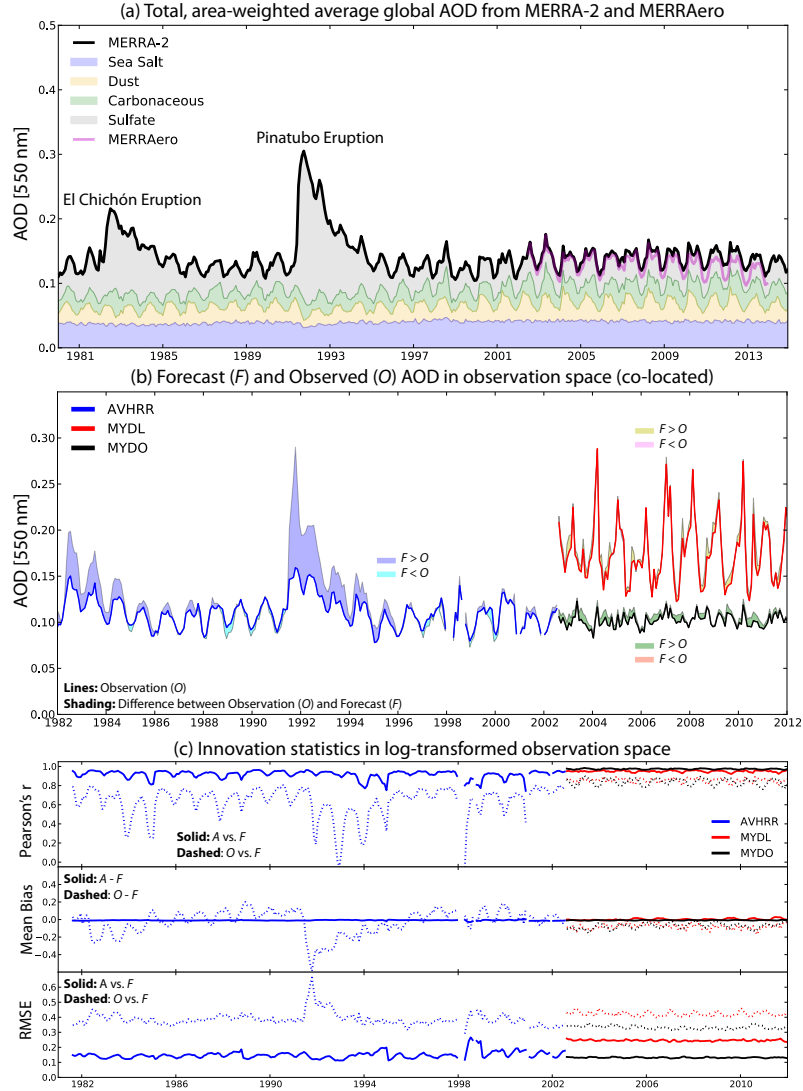 (a) Total, area-weighted average global AOD from MERRA-2 and MERRAero
0.5
0.4
0.3
0.2
0.1
0.0
AOD [550 nm]
MERRA-2
Sea Salt
Dust
Carbonaceous
Sulfate
MERRAero
El Chichón Eruption
Pinatubo Eruption
1981 1985 1989 1993 1997 2001 2005 2009 2013
(b) Forecast (F) and Observed (O) AOD in observation space (co-located)
0.30
0.25
0.20
0.15
0.10
0.05
0.00
AOD [550 nm]
AVHRR
MYDL
MYDO
F > O
F < O
F > O
F < O
F > O
F < O
Lines: Observation (O)
Shading: Difference between Observation (O) and Forecast (F)
1982 1984 1986 1988 1990 1992 1994 1996 1998 2000 2002 2004 2006 2008 2010 2012
(c) Innovation statistics in log-transformed observation space
1.0
0.8
0.6
0.4
0.2
0.0
Pearson's r
Solid: A vs. F
Dashed: O vs. F
AVHRR
MYDL
MYDO
0.4
0.2
0.0
−0.2
−0.4
Mean Bias
Solid: A - F
Dashed: O - F
0.6
0.5
0.4
0.3
0.2
0.1
0.0
RMSE
Solid: A vs. F
Dashed: O vs. F
1982 1986 1990 1994 1998 2002 2006 2010